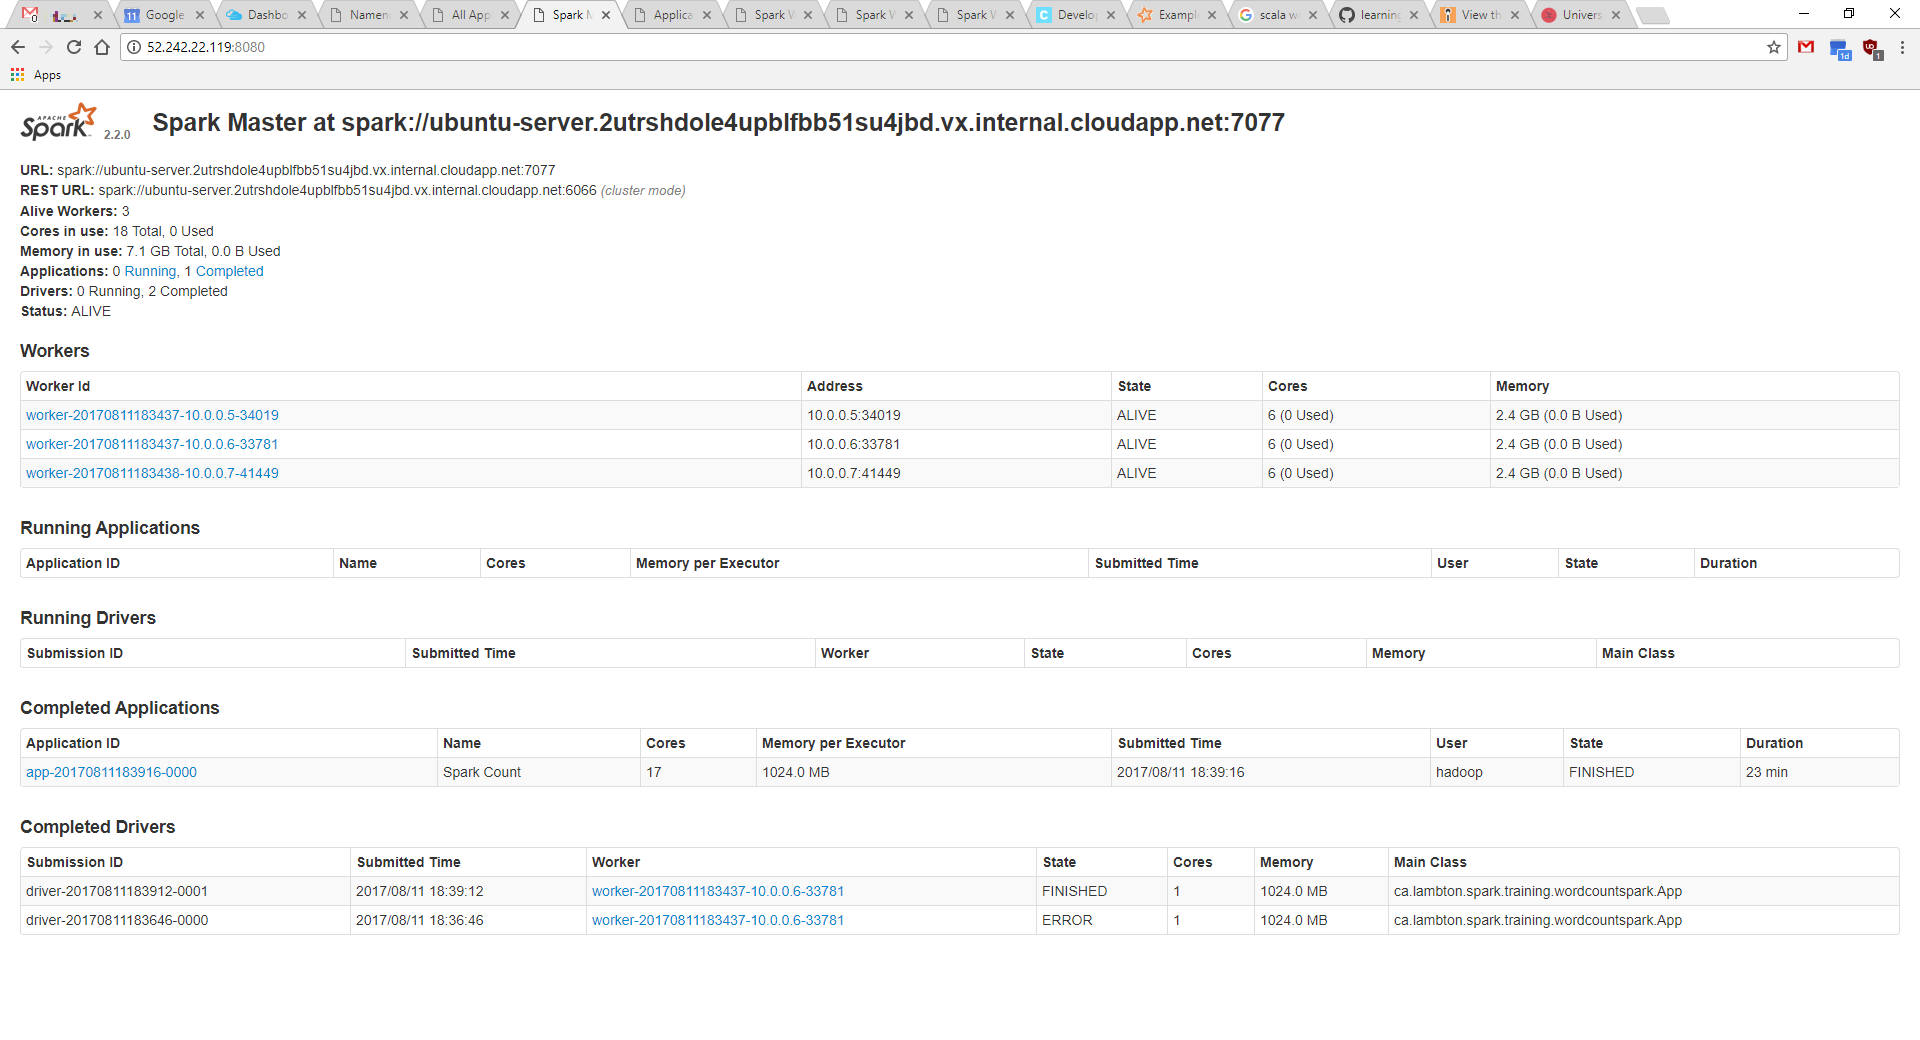 0 Google Dashbo Namen All App Spark M Applica Spark W Spark W Spark W Develo Exampl scala w learning View th Univers
52.242.22.119:8080
1d 1
Apps
APACHE Spark 2.2.0 Spark Master at spark://ubuntu-server.2utrshdole4upblfbb51su4jbd.vx.internal.cloudapp.net:7077
URL: spark://ubuntu-server.2utrshdole4upblfbb51su4jbd.vx.internal.cloudapp.net:7077
REST URL: spark://ubuntu-server.2utrshdole4upblfbb51su4jbd.vx.internal.cloudapp.net:6066 (cluster mode)
Alive Workers: 3
Cores in use: 18 Total, 0 Used
Memory in use: 7.1 GB Total, 0.0 B Used
Applications: 0 Running, 1 Completed
Drivers: 0 Running, 2 Completed
Status: ALIVE
Workers
Worker Id Address State Cores Memory
worker-20170811183437-10.0.0.5-34019 10.0.0.5:34019 ALIVE 6 (0 Used) 2.4 GB (0.0 B Used)
worker-20170811183437-10.0.0.6-33781 10.0.0.6:33781 ALIVE 6 (0 Used) 2.4 GB (0.0 B Used)
worker-20170811183438-10.0.0.7-41449 10.0.0.7:41449 ALIVE 6 (0 Used) 2.4 GB (0.0 B Used)
Running Applications
Application ID Name Cores Memory per Executor Submitted Time User State Duration
Running Drivers
Submission ID Submitted Time Worker State Cores Memory Main Class
Completed Applications
Application ID Name Cores Memory per Executor Submitted Time User State Duration
app-20170811183916-0000 Spark Count 17 1024.0 MB 2017/08/11 18:39:16 hadoop FINISHED 23 min
Completed Drivers
Submission ID Submitted Time Worker State Cores Memory Main Class
driver-20170811183912-0001 2017/08/11 18:39:12 worker-20170811183437-10.0.0.6-33781 FINISHED 1 1024.0 MB ca.lambton.spark.training.wordcountspark.App
driver-20170811183646-0000 2017/08/11 18:36:46 worker-20170811183437-10.0.0.6-33781 ERROR 1 1024.0 MB ca.lambton.spark.training.wordcountspark.App